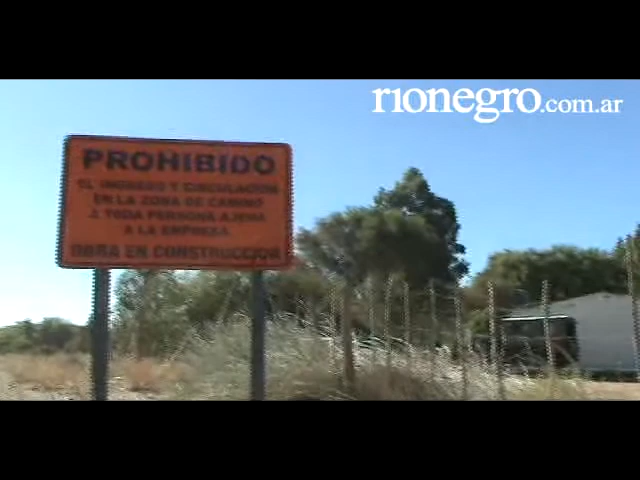 rionegro.com.ar
PROHIBIDO
EL INGRESO Y CIRCULACION
EN LA ZONA DE CAMINO
A TODA PERSONA AJENA
A LA EMPRESA
OBRA EN CONSTRUCCION